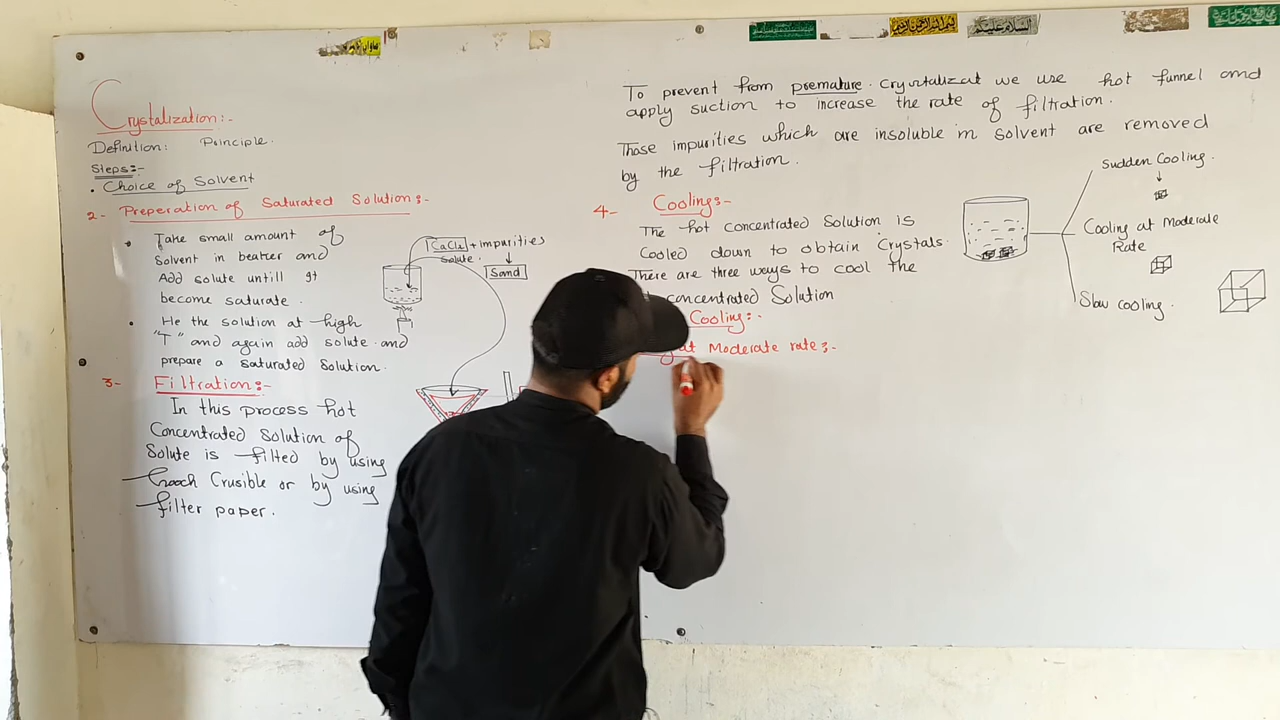 Crystalization:-
Definition: Principle.
Steps:-
• Choice of Solvent
2- Preperation of Saturated Solution:-
• Take small amount of
Solvent in beaker and
Add solute untill it
become saturate.
• He the solution at high
"T" and again add solute and
prepare a saturated Solution.
CaCl2 + impurities
Solute.
Sand
3- Filtration:-
In this process hot
Concentrated Solution of
Solute is filted by using
Gooch Crusible or by using
filter paper.
To prevent from premature. Crystalizat we use hot funnel and
apply suction to increase the rate of filtration.
Those impurities which are insoluble in solvent are removed
by the filtration.
4- Cooling:-
The hot concentrated Solution is
Cooled down to obtain Crystals.
There are three ways to cool the
concentrated Solution
Cooling:-
at Moderate rate:-
Sudden Cooling.
Cooling at Moderate
Rate
Slow cooling.
السلام علیکم